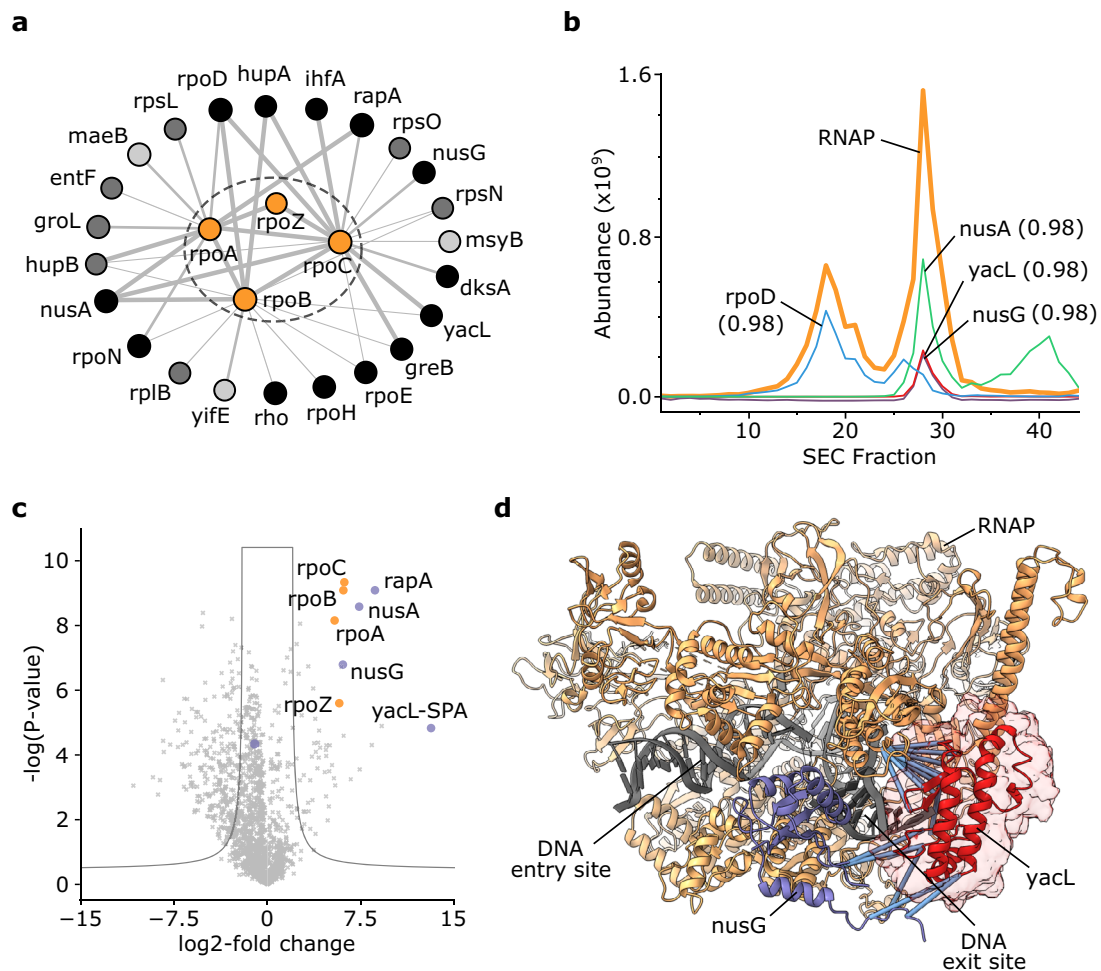 a
rpoD
hupA
ihfA
rapA
rpsL
rpsO
maeB
nusG
entF
rpsN
groL
msyB
hupB
dksA
nusA
yacL
rpoN
greB
rplB
rpoE
yifE
rho
rpoH
rpoZ
rpoA
rpoC
rpoB
b
1.6
0.8
0.0
Abundance (x10⁹)
RNAP
nusA (0.98)
yacL (0.98)
nusG (0.98)
rpoD
(0.98)
10
20
30
40
SEC Fraction
c
10
8
6
4
2
0
-log(P-value)
rpoC
rapA
rpoB
nusA
rpoA
nusG
rpoZ
yacL-SPA
−15
−7.5
0
7.5
15
log2-fold change
d
RNAP
DNA
entry site
nusG
yacL
DNA
exit site